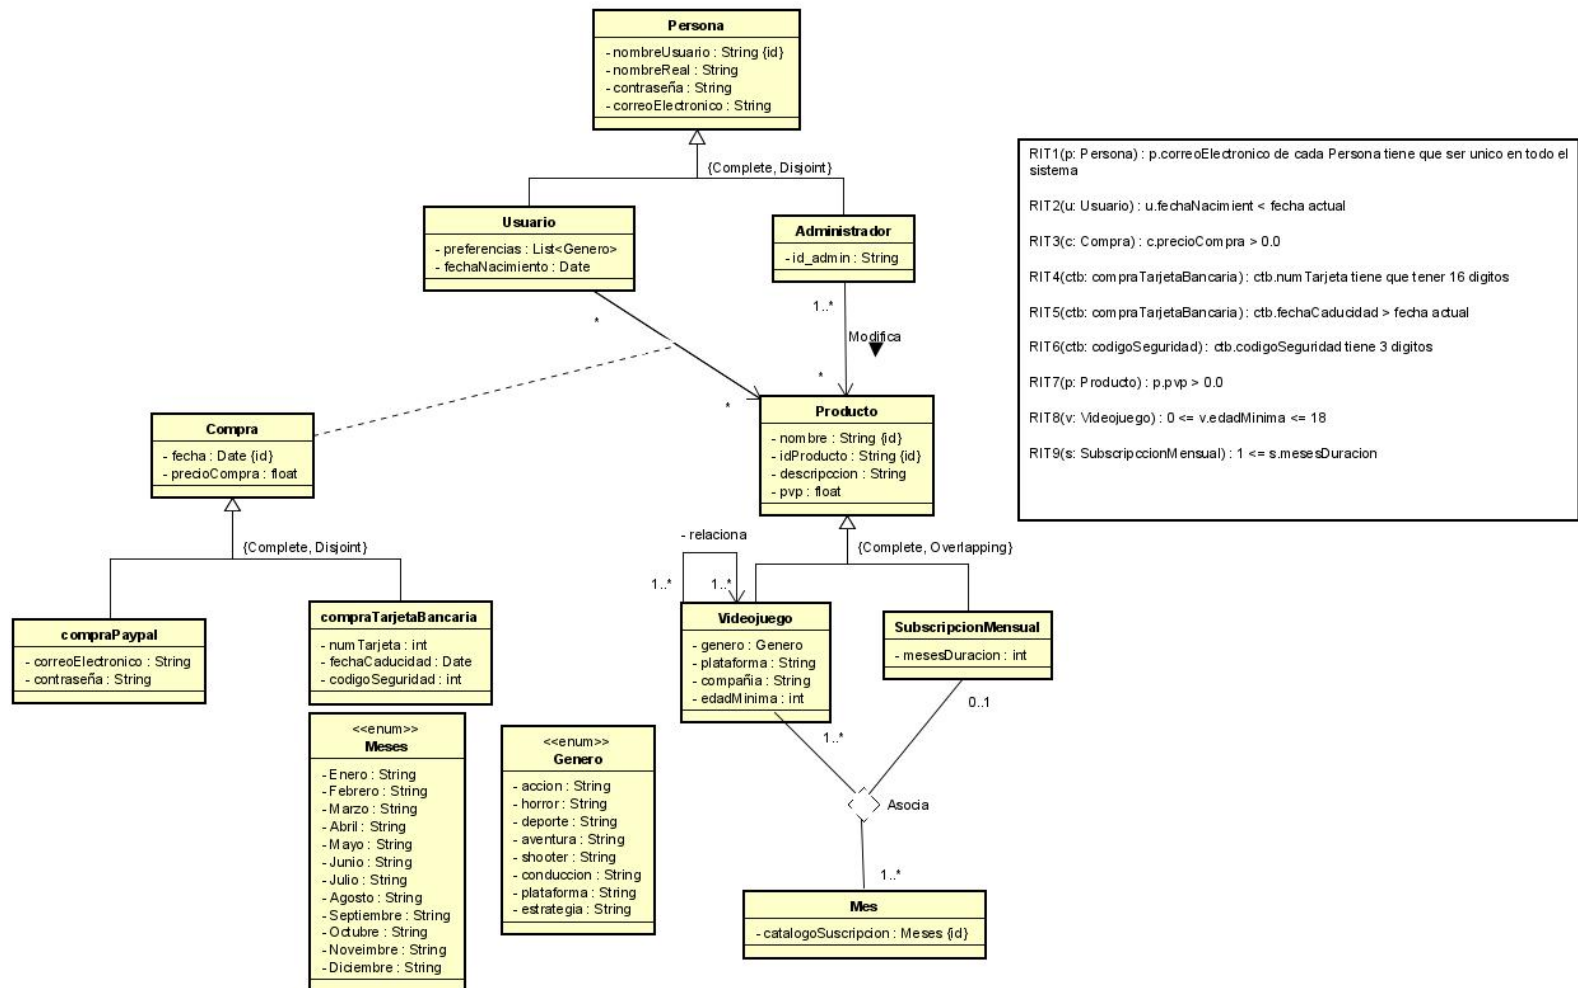 Persona
- nombreUsuario : String {id}
- nombreReal : String
- contraseña : String
- correoElectronico : String
{Complete, Disjoint}
Usuario
- preferencias : List<Genero>
- fechaNacimiento : Date
Administrador
- id_admin : String
*
1..*
Modifica
*
*
RIT1(p: Persona) : p.correoElectronico de cada Persona tiene que ser unico en todo el
sistema
RIT2(u: Usuario) : u.fechaNacimient < fecha actual
RIT3(c: Compra) : c.precioCompra > 0.0
RIT4(ctb: compraTarjetaBancaria) : ctb.numTarjeta tiene que tener 16 digitos
RIT5(ctb: compraTarjetaBancaria) : ctb.fechaCaducidad > fecha actual
RIT6(ctb: codigoSeguridad) : ctb.codigoSeguridad tiene 3 digitos
RIT7(p: Producto) : p.pvp > 0.0
RIT8(v: Videojuego) : 0 <= v.edadMinima <= 18
RIT9(s: SubscripccionMensual) : 1 <= s.mesesDuracion
Compra
- fecha : Date {id}
- precioCompra : float
{Complete, Disjoint}
Producto
- nombre : String {id}
- idProducto : String {id}
- descripccion : String
- pvp : float
{Complete, Overlapping}
- relaciona
1..*
1..*
compraPaypal
- correoElectronico : String
- contraseña : String
compraTarjetaBancaria
- numTarjeta : int
- fechaCaducidad : Date
- codigoSeguridad : int
Videojuego
- genero : Genero
- plataforma : String
- compañia : String
- edadMinima : int
SubscripcionMensual
- mesesDuracion : int
1..*
0..1
Asocia
1..*
<<enum>>
Meses
- Enero : String
- Febrero : String
- Marzo : String
- Abril : String
- Mayo : String
- Junio : String
- Julio : String
- Agosto : String
- Septiembre : String
- Octubre : String
- Noveimbre : String
- Diciembre : String
<<enum>>
Genero
- accion : String
- horror : String
- deporte : String
- aventura : String
- shooter : String
- conduccion : String
- plataforma : String
- estrategia : String
Mes
- catalogoSuscripcion : Meses {id}